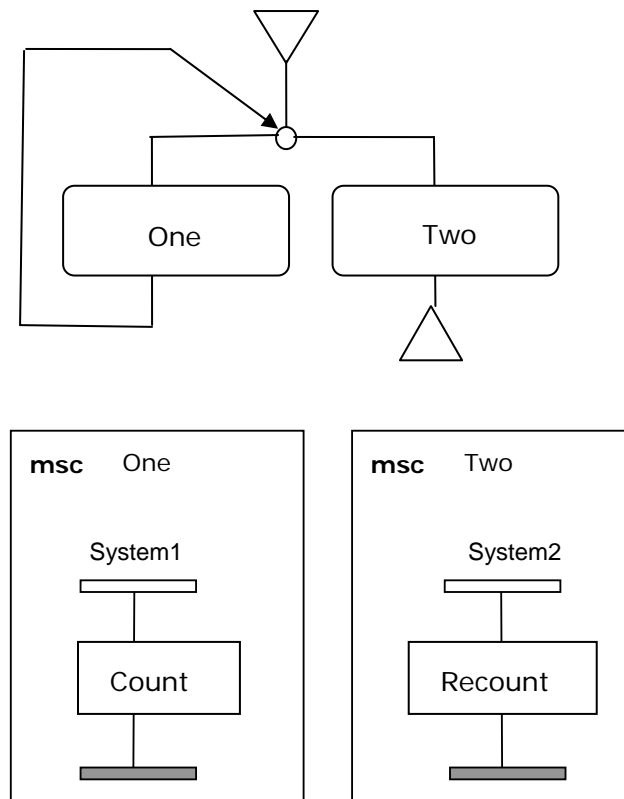 One
Two
msc One
msc Two
System1
System2
Count
Recount